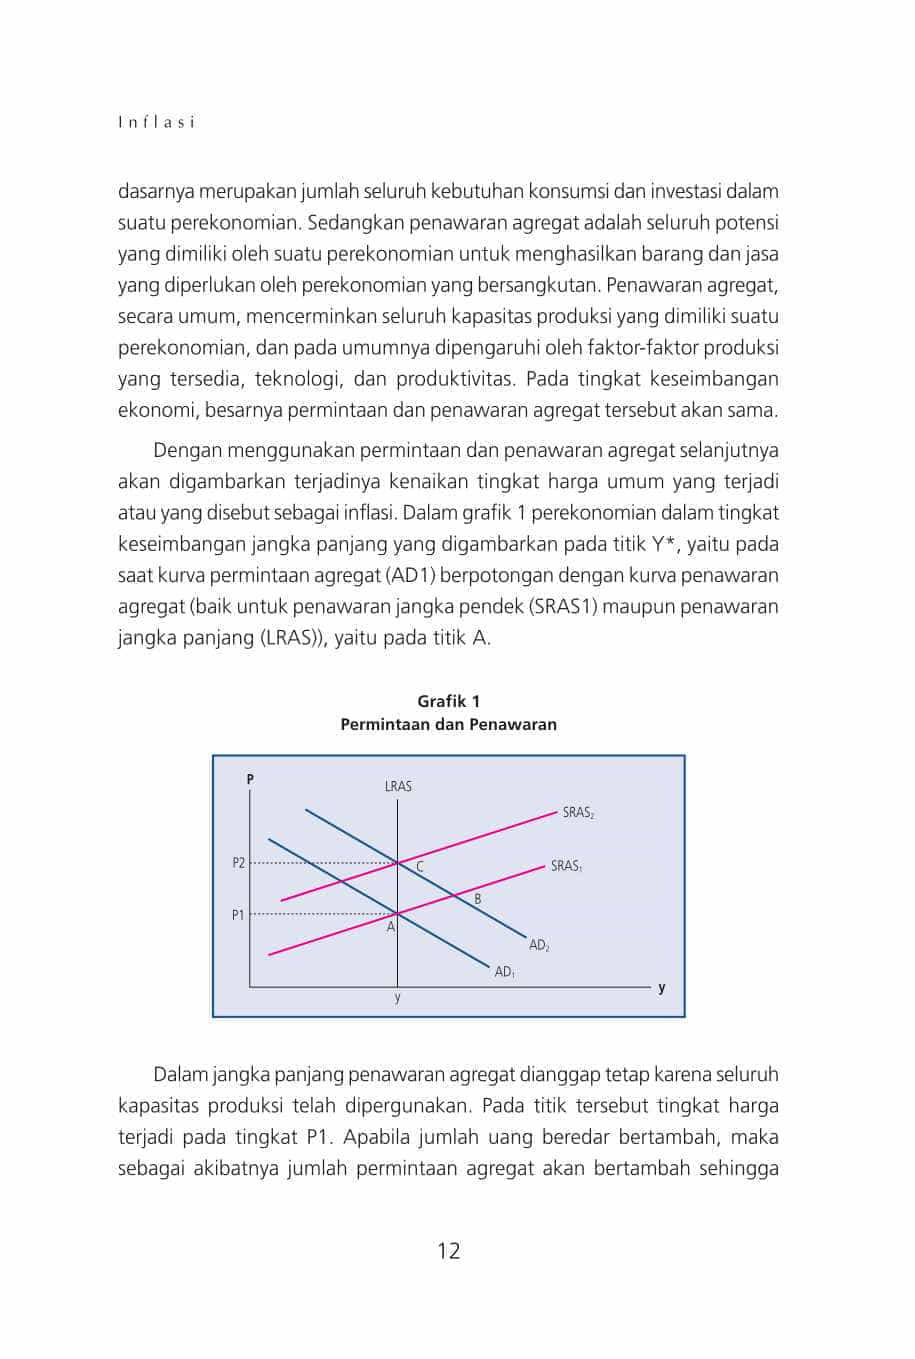 Inflasi
dasarnya merupakan jumlah seluruh kebutuhan konsumsi dan investasi dalam
suatu perekonomian. Sedangkan penawaran agregat adalah seluruh potensi
yang dimiliki oleh suatu perekonomian untuk menghasilkan barang dan jasa
yang diperlukan oleh perekonomian yang bersangkutan. Penawaran agregat,
secara umum, mencerminkan seluruh kapasitas produksi yang dimiliki suatu
perekonomian, dan pada umumnya dipengaruhi oleh faktor-faktor produksi
yang tersedia, teknologi, dan produktivitas. Pada tingkat keseimbangan
ekonomi, besarnya permintaan dan penawaran agregat tersebut akan sama.
Dengan menggunakan permintaan dan penawaran agregat selanjutnya
akan digambarkan terjadinya kenaikan tingkat harga umum yang terjadi
atau yang disebut sebagai inflasi. Dalam grafik 1 perekonomian dalam tingkat
keseimbangan jangka panjang yang digambarkan pada titik Y*, yaitu pada
saat kurva permintaan agregat (AD1) berpotongan dengan kurva penawaran
agregat (baik untuk penawaran jangka pendek (SRAS1) maupun penawaran
jangka panjang (LRAS)), yaitu pada titik A.
Grafik 1
Permintaan dan Penawaran
P
LRAS
SRAS₂
P2
C
SRAS₁
B
P1
A
AD₂
AD₁
y
y
Dalam jangka panjang penawaran agregat dianggap tetap karena seluruh
kapasitas produksi telah dipergunakan. Pada titik tersebut tingkat harga
terjadi pada tingkat P1. Apabila jumlah uang beredar bertambah, maka
sebagai akibatnya jumlah permintaan agregat akan bertambah sehingga
12